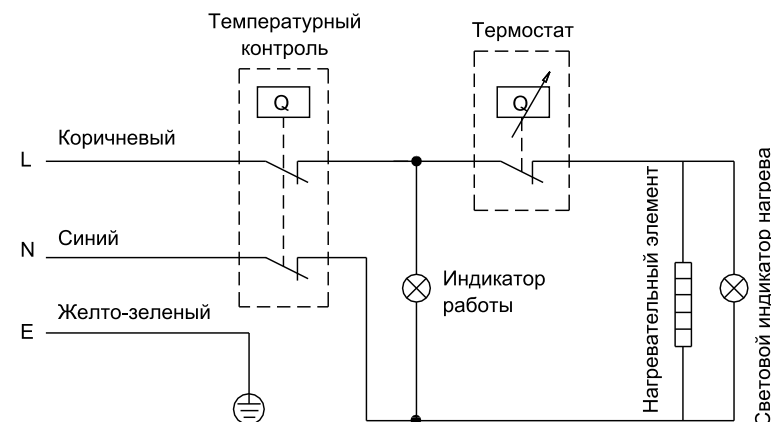 Температурный
контроль
Термостат
Q
Q
Коричневый
L
Синий
N
Индикатор
работы
Желто-зеленый
E
Нагревательный элемент
Световой индикатор нагрева